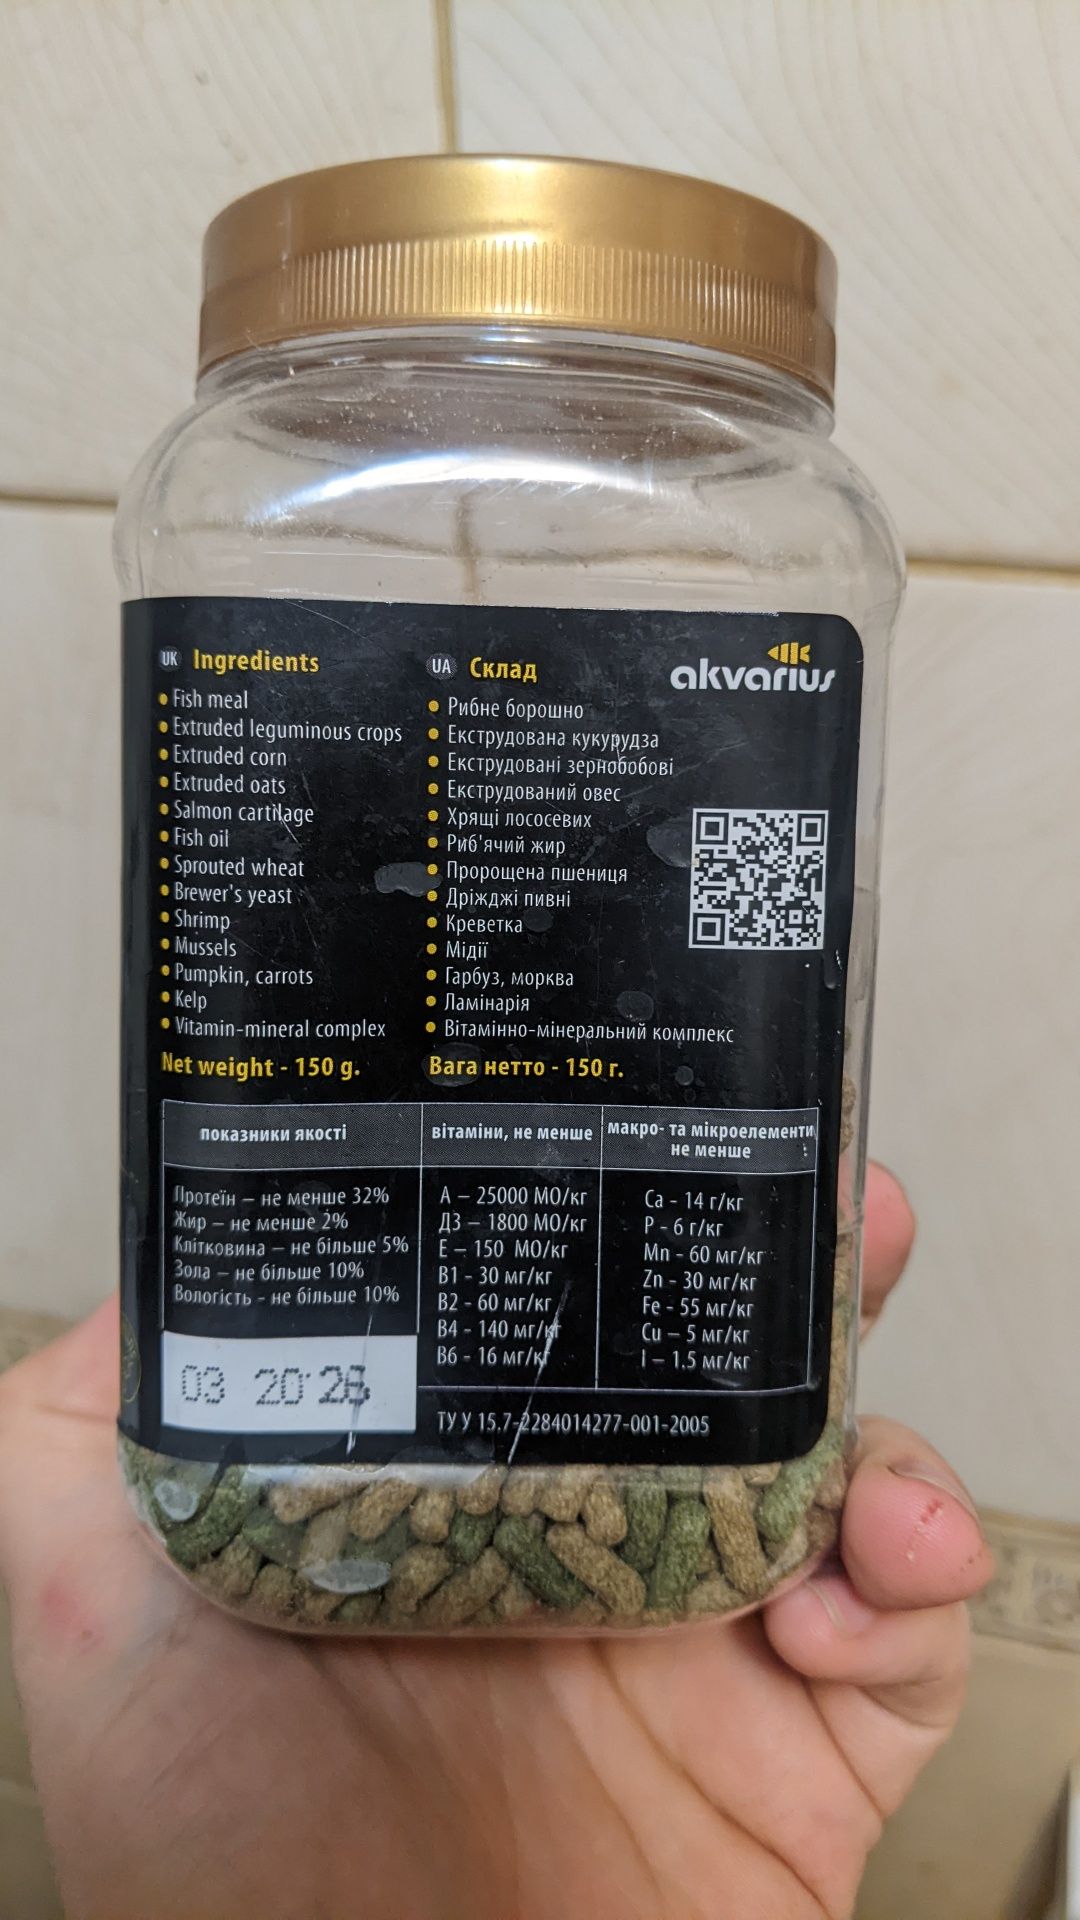 UK Ingredients
• Fish meal
• Extruded leguminous crops
• Extruded corn
• Extruded oats
• Salmon cartilage
• Fish oil
• Sprouted wheat
• Brewer's yeast
• Shrimp
• Mussels
• Pumpkin, carrots
• Kelp
• Vitamin-mineral complex
Net weight - 150 g.
UA Склад
• Рибне борошно
• Екструдована кукурудза
• Екструдовані зернобобові
• Екструдований овес
• Хрящі лососевих
• Риб'ячий жир
• Пророщена пшениця
• Дріжджі пивні
• Креветка
• Мідії
• Гарбуз, морква
• Ламінарія
• Вітамінно-мінеральний комплекс
Вага нетто - 150 г.
akvarius
показники якості
Протеїн – не менше 32%
Жир – не менше 2%
Клітковина – не більше 5%
Зола – не більше 10%
Вологість - не більше 10%
вітаміни, не менше
А – 25000 МО/кг
Д3 – 1800 МО/кг
Е – 150 МО/кг
В1 - 30 мг/кг
В2 - 60 мг/кг
В4 - 140 мг/кг
В6 - 16 мг/кг
макро- та мікроелементи,
не менше
Ca - 14 г/кг
P - 6 г/кг
Mn - 60 мг/кг
Zn - 30 мг/кг
Fe - 55 мг/кг
Cu – 5 мг/кг
I – 1.5 мг/кг
03
ТУ У 15.7-2284014277-001-2005